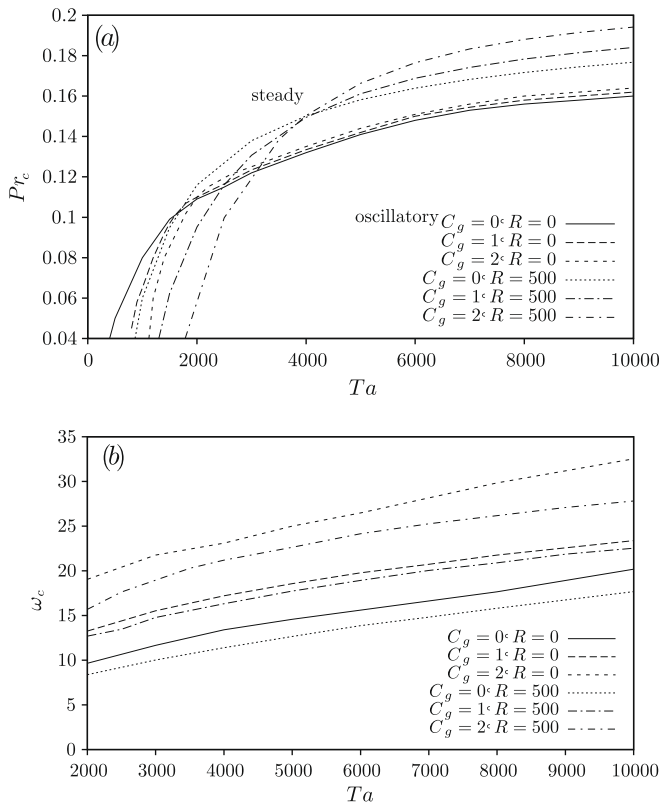 (a)
0.2
0.18
0.16
0.14
0.12
0.1
0.08
0.06
0.04
Pr_c
steady
oscillatory
C_g = 0, R = 0
C_g = 1, R = 0
C_g = 2, R = 0
C_g = 0, R = 500
C_g = 1, R = 500
C_g = 2, R = 500
0 2000 4000 6000 8000 10000
Ta
(b)
35
30
25
20
15
10
5
0
ω_c
C_g = 0, R = 0
C_g = 1, R = 0
C_g = 2, R = 0
C_g = 0, R = 500
C_g = 1, R = 500
C_g = 2, R = 500
2000 3000 4000 5000 6000 7000 8000 9000 10000
Ta